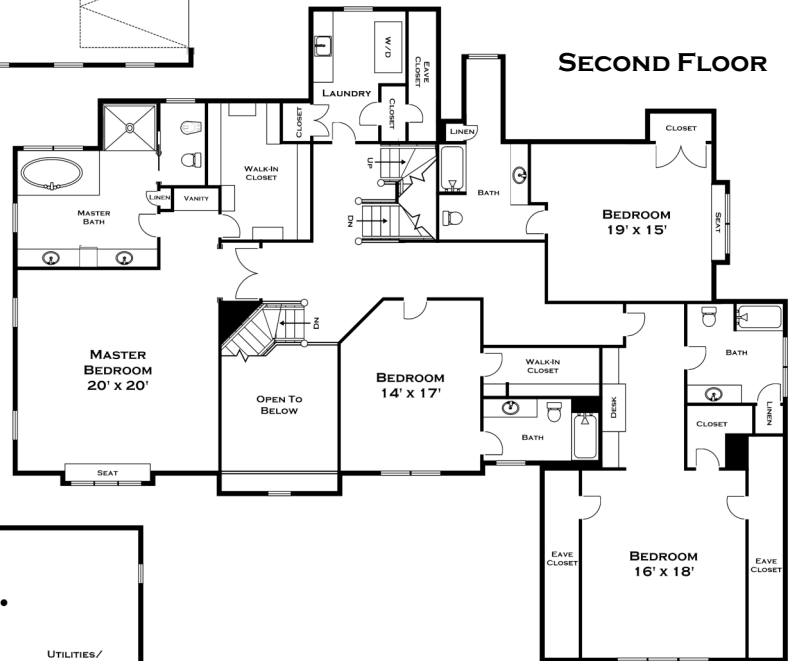 SECOND FLOOR
W/D
EAVE
CLOSET
LAUNDRY
CLOSET
CLOSET
CLOSET
LINEN
UP
WALK-IN
CLOSET
BATH
LINEN
VANITY
MASTER
BATH
DN
BEDROOM
19' X 15'
SEAT
DN
MASTER
BEDROOM
20' X 20'
OPEN TO
BELOW
BEDROOM
14' X 17'
WALK-IN
CLOSET
BATH
DESK
BATH
LINEN
CLOSET
SEAT
EAVE
CLOSET
BEDROOM
16' X 18'
EAVE
CLOSET
UTILITIES/